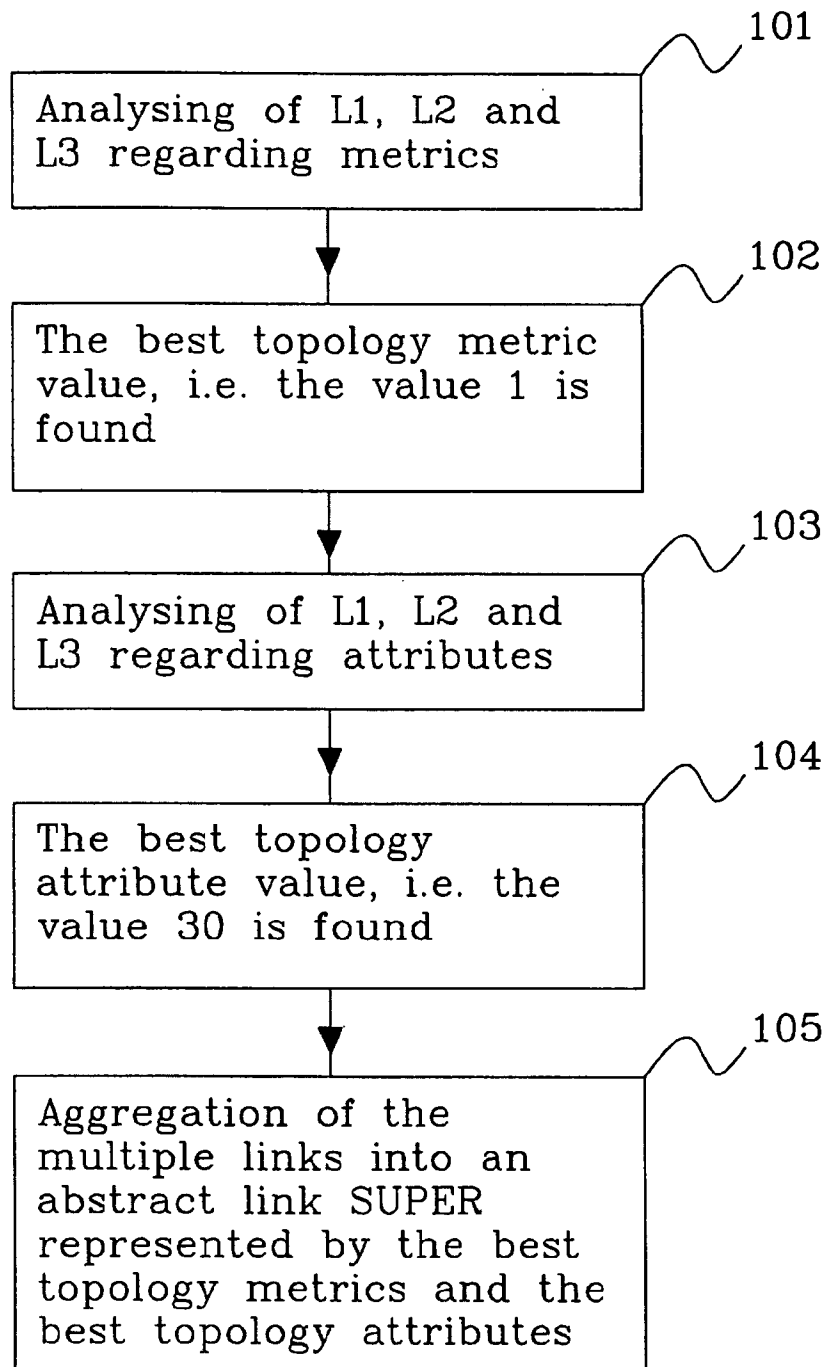 101
Analysing of L1, L2 and
L3 regarding metrics
102
The best topology metric
value, i.e. the value 1 is
found
103
Analysing of L1, L2 and
L3 regarding attributes
104
The best topology
attribute value, i.e. the
value 30 is found
105
Aggregation of the
multiple links into an
abstract link SUPER
represented by the best
topology metrics and the
best topology attributes